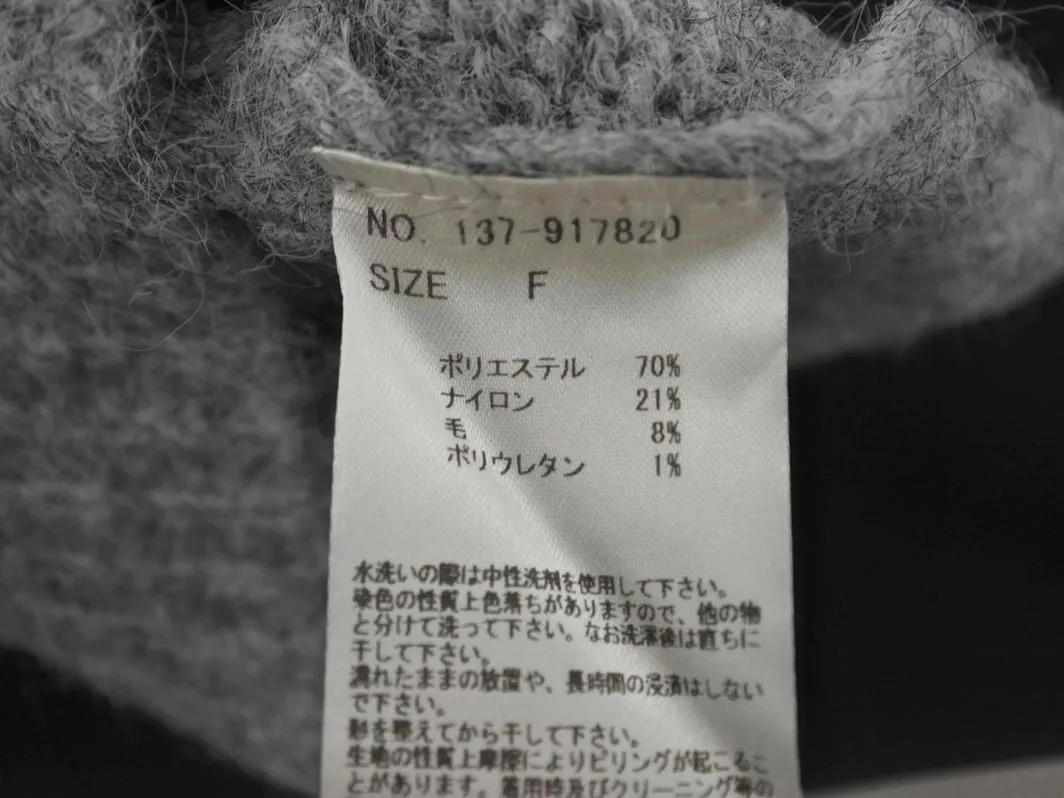 NO. 137-917820
SIZE F
ポリエステル 70%
ナイロン 21%
毛 8%
ポリウレタン 1%
水洗いの際は中性洗剤を使用して下さい。
染色の性質上色落ちがありますので、他の物
と分けて洗って下さい。なお洗濯後は直ちに
干して下さい。
濡れたままの放置や、長時間の浸漬はしない
で下さい。
形を整えてから干して下さい。
生地の性質上摩擦によりピリングが起こるこ
とがあります。着用時及びクリーニング等の